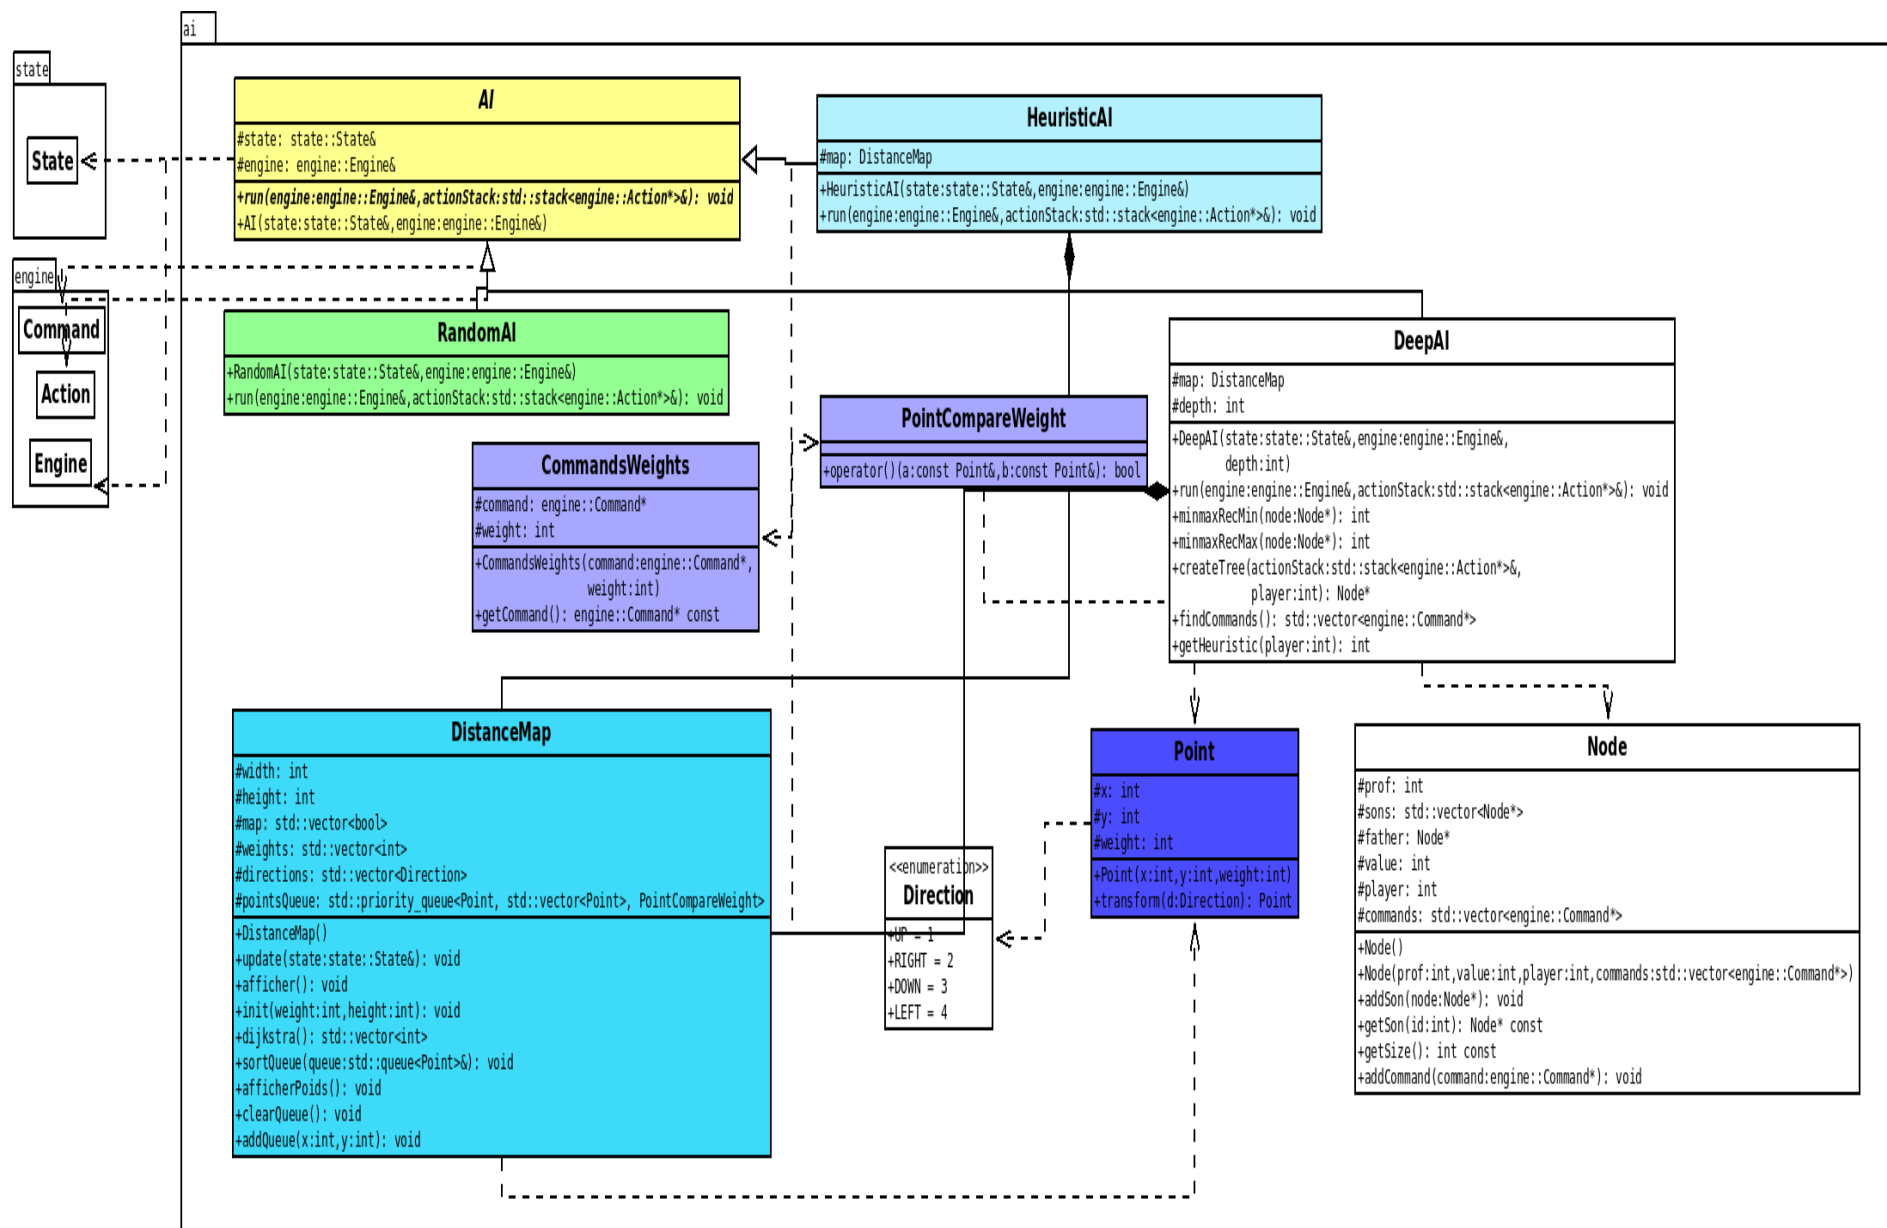 ai
state
State
engine
Command
Action
Engine
AI
#state: state::State&
#engine: engine::Engine&
+run(engine:engine::Engine&,actionStack:std::stack<engine::Action*>&): void
+AI(state:state::State&,engine:engine::Engine&)
HeuristicAI
#map: DistanceMap
+HeuristicAI(state:state::State&,engine:engine::Engine&)
+run(engine:engine::Engine&,actionStack:std::stack<engine::Action*>&): void
RandomAI
+RandomAI(state:state::State&,engine:engine::Engine&)
+run(engine:engine::Engine&,actionStack:std::stack<engine::Action*>&): void
DeepAI
#map: DistanceMap
#depth: int
+DeepAI(state:state::State&,engine:engine::Engine&,
depth:int)
+run(engine:engine::Engine&,actionStack:std::stack<engine::Action*>&): void
+minmaxRecMin(node:Node*): int
+minmaxRecMax(node:Node*): int
+createTree(actionStack:std::stack<engine::Action*>&,
player:int): Node*
+findCommands(): std::vector<engine::Command*>
+getHeuristic(player:int): int
PointCompareWeight
+operator()(a:const Point&,b:const Point&): bool
CommandsWeights
#command: engine::Command*
#weight: int
+CommandsWeights(command:engine::Command*,
weight:int)
+getCommand(): engine::Command* const
DistanceMap
#width: int
#height: int
#map: std::vector<bool>
#weights: std::vector<int>
#directions: std::vector<Direction>
#pointsQueue: std::priority_queue<Point, std::vector<Point>, PointCompareWeight>
+DistanceMap()
+update(state:state::State&): void
+afficher(): void
+init(weight:int,height:int): void
+dijkstra(): std::vector<int>
+sortQueue(queue:std::queue<Point>&): void
+afficherPoids(): void
+clearQueue(): void
+addQueue(x:int,y:int): void
<<enumeration>>
Direction
+UP = 1
+RIGHT = 2
+DOWN = 3
+LEFT = 4
Point
#x: int
#y: int
#weight: int
+Point(x:int,y:int,weight:int)
+transform(d:Direction): Point
Node
#prof: int
#sons: std::vector<Node*>
#father: Node*
#value: int
#player: int
#commands: std::vector<engine::Command*>
+Node()
+Node(prof:int,value:int,player:int,commands:std::vector<engine::Command*>)
+addSon(node:Node*): void
+getSon(id:int): Node* const
+getSize(): int const
+addCommand(command:engine::Command*): void